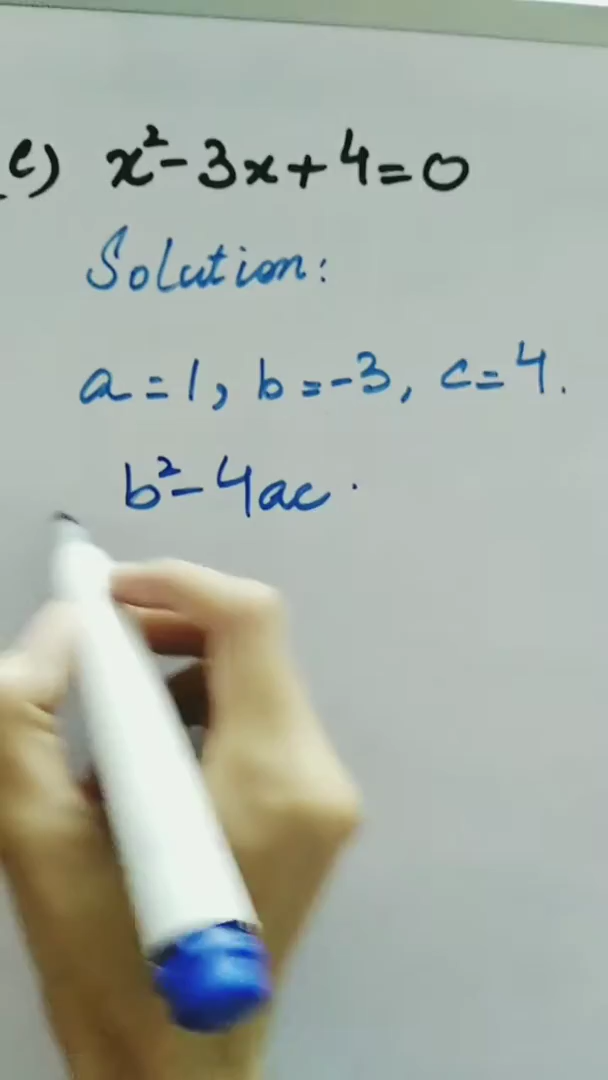 c) x² - 3x + 4 = 0
Solution:
a = 1, b = -3, c = 4.
b² - 4ac .